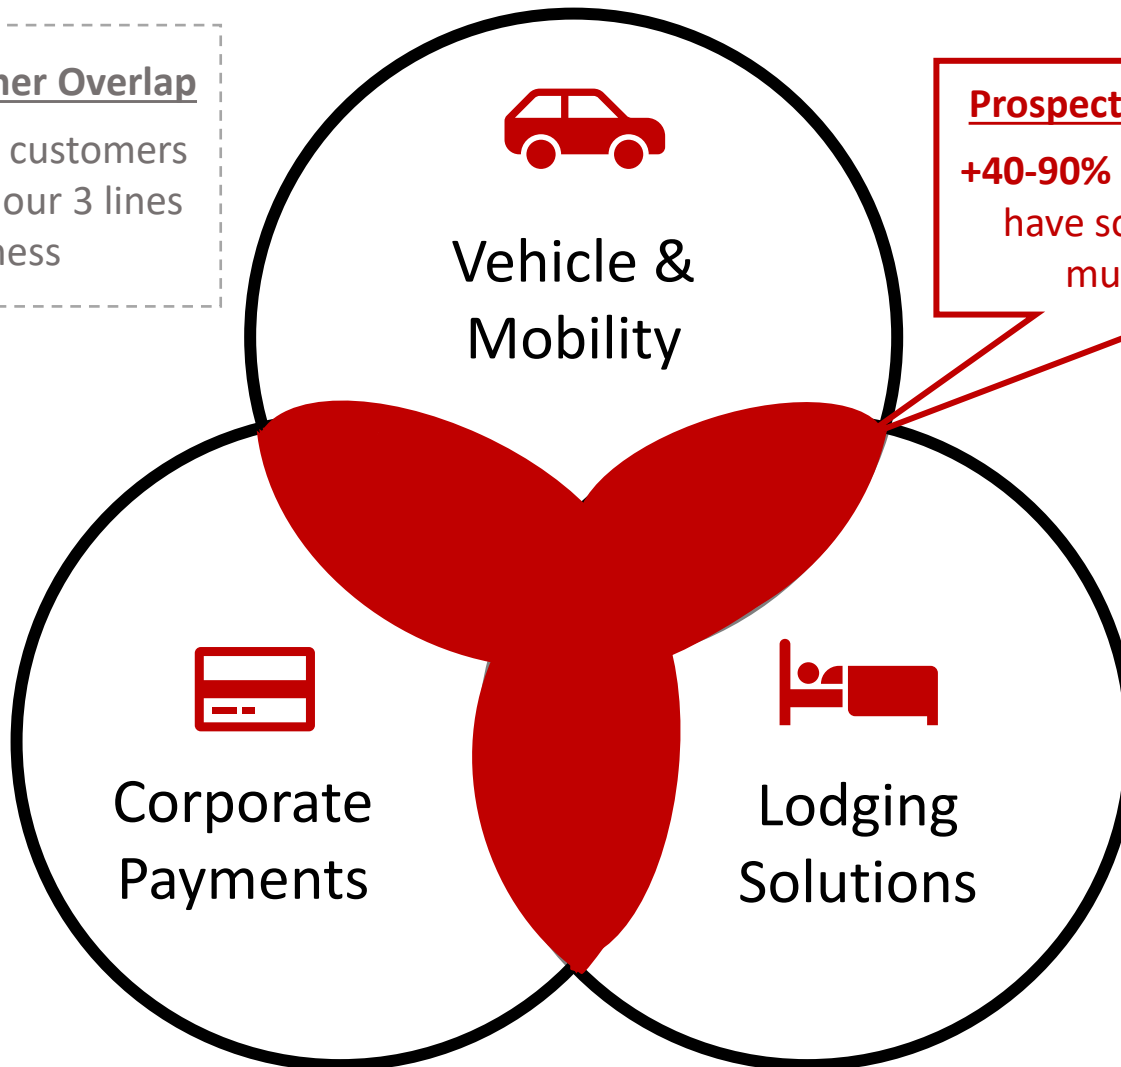 ner Overlap
customers
our 3 lines
ness
Prospect
+40-90%
have so
mu
Vehicle &
Mobility
Corporate
Payments
Lodging
Solutions